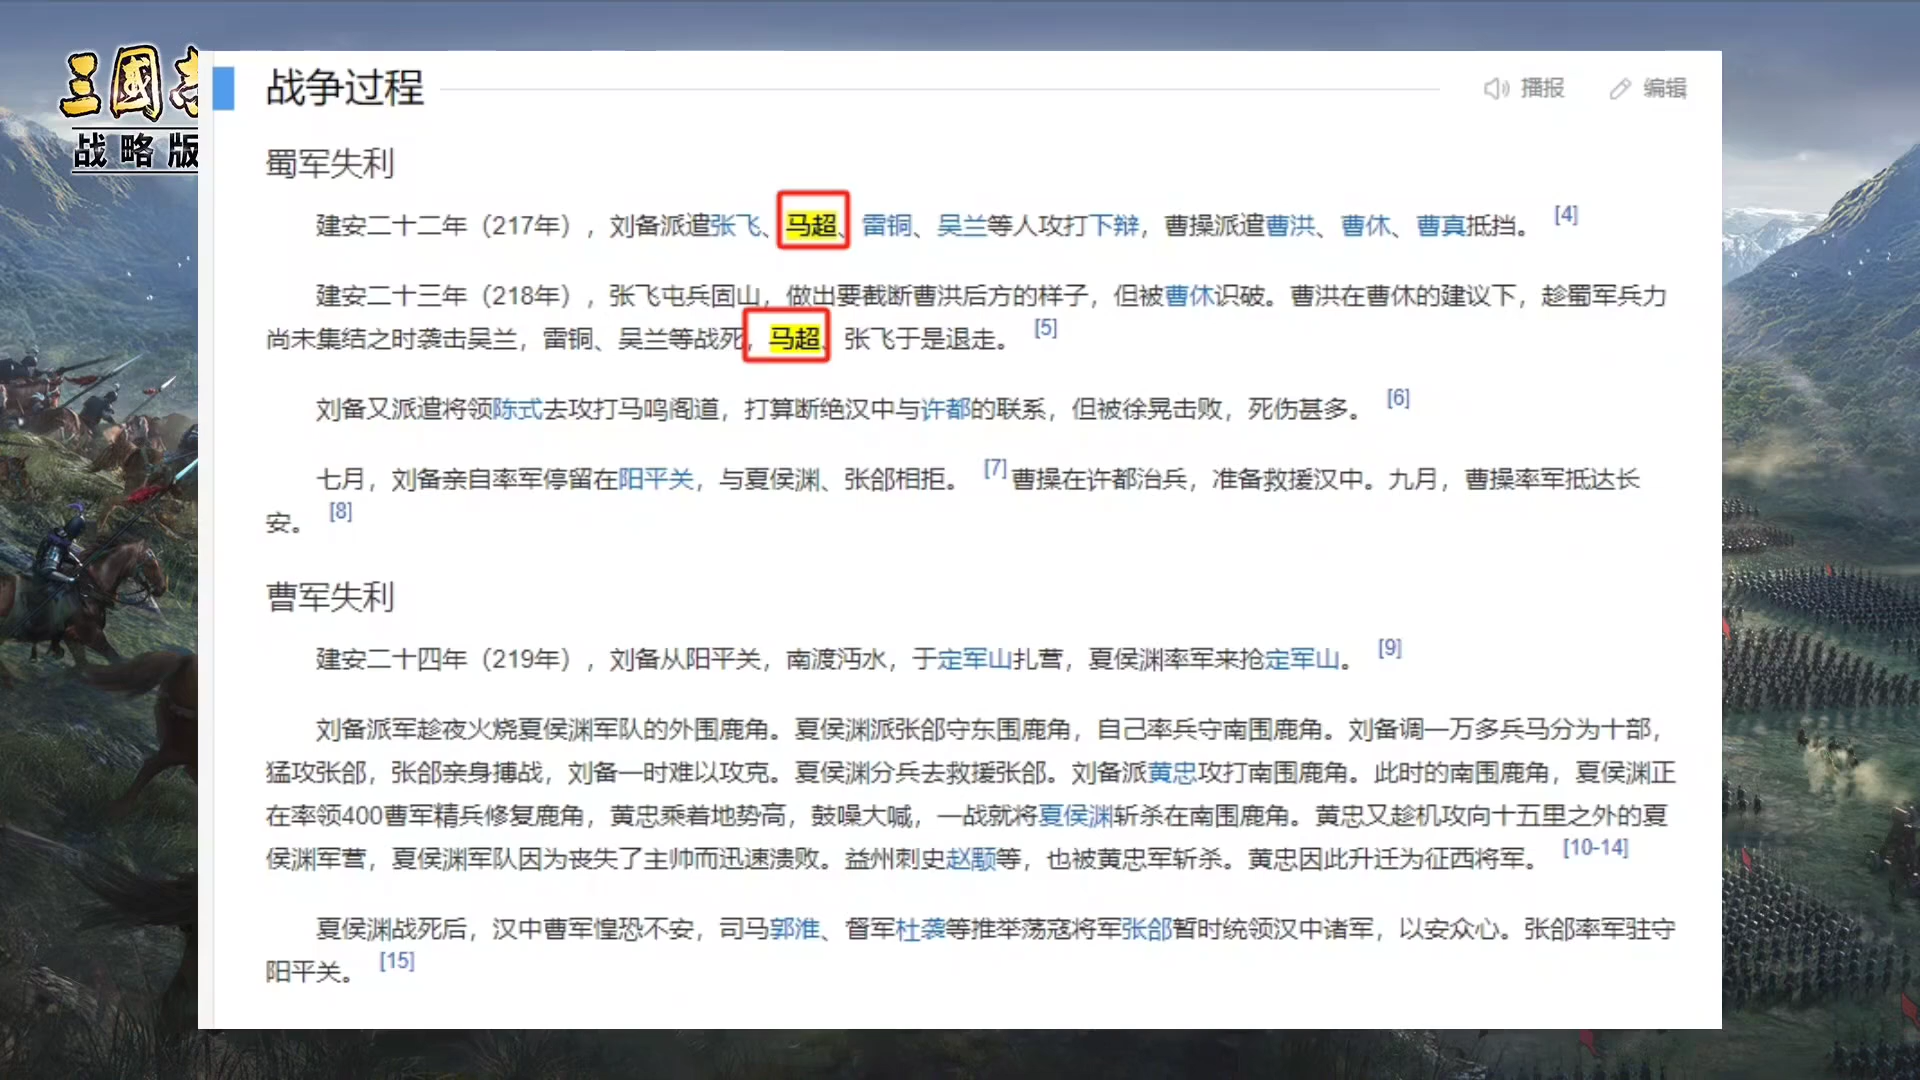 三國志
战略版
战争过程
播报 编辑
蜀军失利
建安二十二年（217年），刘备派遣张飞、马超、雷铜、吴兰等人攻打下辩，曹操派遣曹洪、曹休、曹真抵挡。 [4]
建安二十三年（218年），张飞屯兵固山，做出要截断曹洪后方的样子，但被曹休识破。曹洪在曹休的建议下，趁蜀军兵力
尚未集结之时袭击吴兰，雷铜、吴兰等战死，马超、张飞于是退走。 [5]
刘备又派遣将领陈式去攻打马鸣阁道，打算断绝汉中与许都的联系，但被徐晃击败，死伤甚多。 [6]
七月，刘备亲自率军停留在阳平关，与夏侯渊、张郃相拒。 [7] 曹操在许都治兵，准备救援汉中。九月，曹操率军抵达长
安。 [8]
曹军失利
建安二十四年（219年），刘备从阳平关，南渡沔水，于定军山扎营，夏侯渊率军来抢定军山。 [9]
刘备派军趁夜火烧夏侯渊军队的外围鹿角。夏侯渊派张郃守东围鹿角，自己率兵守南围鹿角。刘备调一万多兵马分为十部，
猛攻张郃，张郃亲身搏战，刘备一时难以攻克。夏侯渊分兵去救援张郃。刘备派黄忠攻打南围鹿角。此时的南围鹿角，夏侯渊正
在率领400曹军精兵修复鹿角，黄忠乘着地势高，鼓噪大喊，一战就将夏侯渊斩杀在南围鹿角。黄忠又趁机攻向十五里之外的夏
侯渊军营，夏侯渊军队因为丧失了主帅而迅速溃败。益州刺史赵颙等，也被黄忠军斩杀。黄忠因此升迁为征西将军。 [10-14]
夏侯渊战死后，汉中曹军惶恐不安，司马郭淮、督军杜袭等推举荡寇将军张郃暂时统领汉中诸军，以安众心。张郃率军驻守
阳平关。 [15]